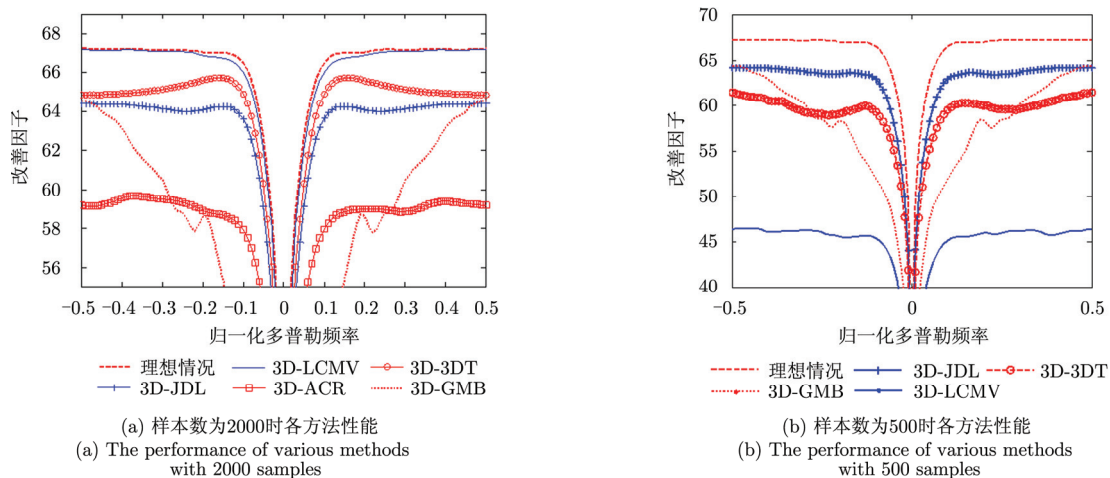 68
66
64
62
60
58
56
改善因子
−0.5 −0.4 −0.3 −0.2 −0.1 0 0.1 0.2 0.3 0.4 0.5
归一化多普勒频率
理想情况 3D-LCMV 3D-3DT
3D-JDL 3D-ACR 3D-GMB
(a) 样本数为2000时各方法性能
(a) The performance of various methods
with 2000 samples
70
65
60
55
50
45
40
改善因子
−0.5 0 0.5
归一化多普勒频率
理想情况 3D-JDL 3D-3DT
3D-GMB 3D-LCMV
(b) 样本数为500时各方法性能
(b) The performance of various methods
with 500 samples